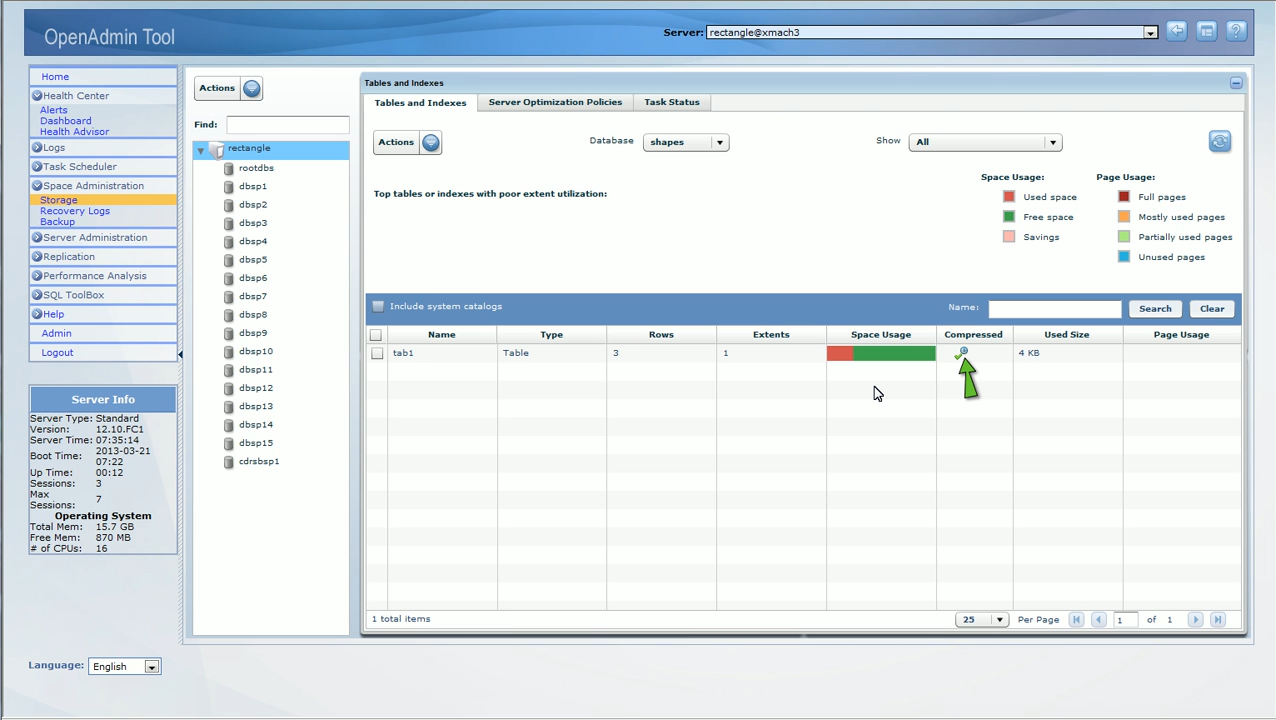 OpenAdmin Tool
Server: rectangle@xmach3
Home
Health Center
Alerts
Dashboard
Health Advisor
Logs
Task Scheduler
Space Administration
Storage
Recovery Logs
Backup
Server Administration
Replication
Performance Analysis
SQL ToolBox
Help
Admin
Logout
Server Info
Server Type: Standard
Version: 12.10.FC1
Server Time: 07:35:14
Boot Time: 2013-03-21
07:22
Up Time: 00:12
Sessions: 3
Max
Sessions: 7
Operating System
Total Mem: 15.7 GB
Free Mem: 870 MB
# of CPUs: 16
Language: English
Actions
Find:
rectangle
rootdbs
dbsp1
dbsp2
dbsp3
dbsp4
dbsp5
dbsp6
dbsp7
dbsp8
dbsp9
dbsp10
dbsp11
dbsp12
dbsp13
dbsp14
dbsp15
cdrsbsp1
Tables and Indexes
Tables and Indexes Server Optimization Policies Task Status
Actions Database shapes Show All
Top tables or indexes with poor extent utilization:
Space Usage:
Used space
Free space
Savings
Page Usage:
Full pages
Mostly used pages
Partially used pages
Unused pages
Include system catalogs Name: Search Clear
Name Type Rows Extents Space Usage Compressed Used Size Page Usage
tab1 Table 3 1 4 KB
1 total items 25 Per Page 1 of 1